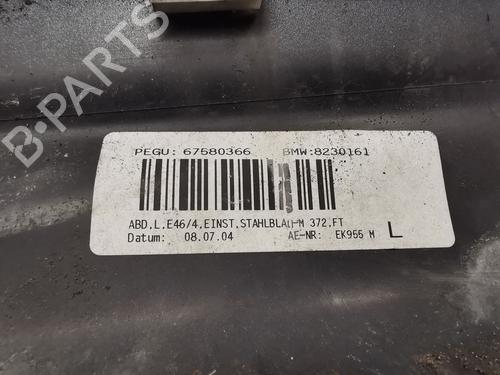 B-PARTS
PEGU: 67580366 BMW:8230161
ABD,L,E46/4,EINST,STAHLBLAU-M 372,FT
Datum: 08.07.04 AE-NR: EK955 M L